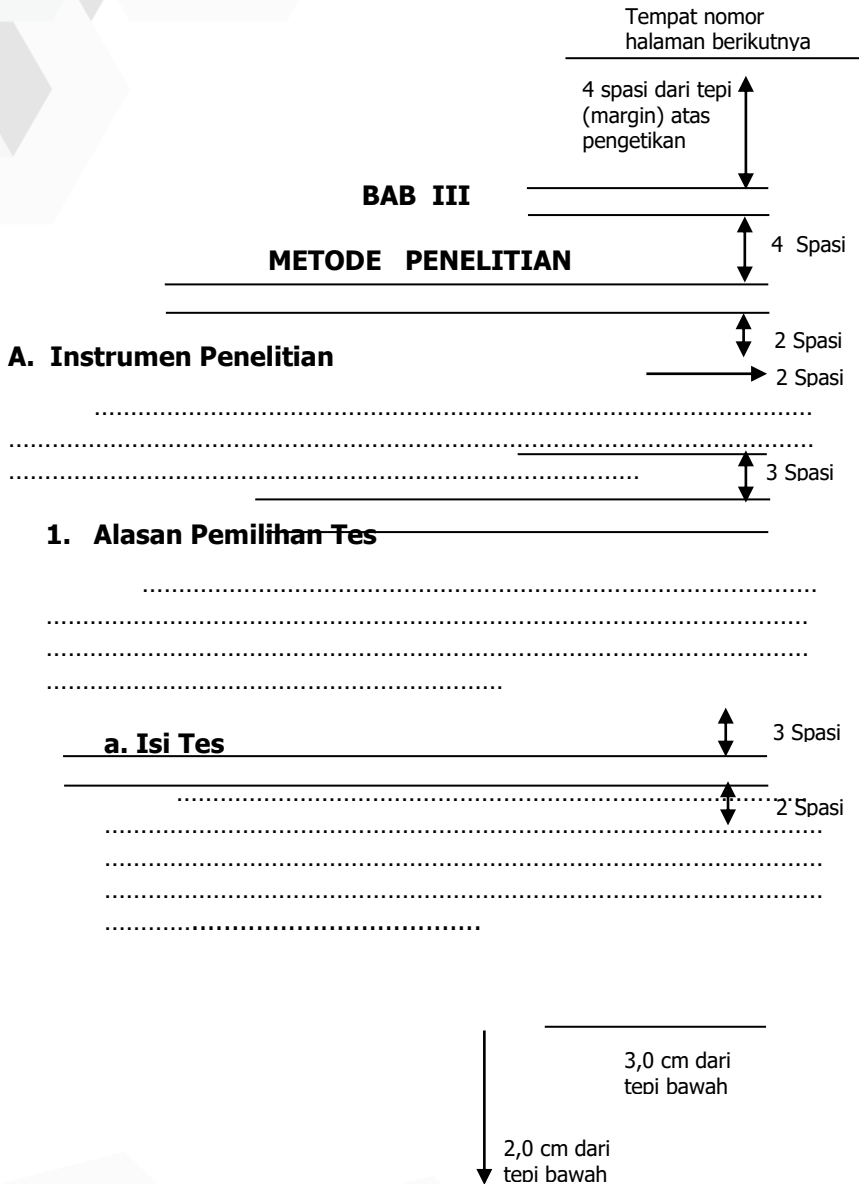 Tempat nomor
halaman berikutnya
4 spasi dari tepi
(margin) atas
pengetikan
BAB III
4 Spasi
METODE PENELITIAN
2 Spasi
A. Instrumen Penelitian
2 Spasi
..................................................................................................
..............................................................................................................
3 Spasi
.......................................................................................
1. Alasan Pemilihan Tes
............................................................................................
........................................................................................................
........................................................................................................
..............................................................
3 Spasi
a. Isi Tes
......................................................................................
2 Spasi
..................................................................................................
..................................................................................................
..................................................................................................
................................................
3,0 cm dari
tepi bawah
2,0 cm dari
tepi bawah